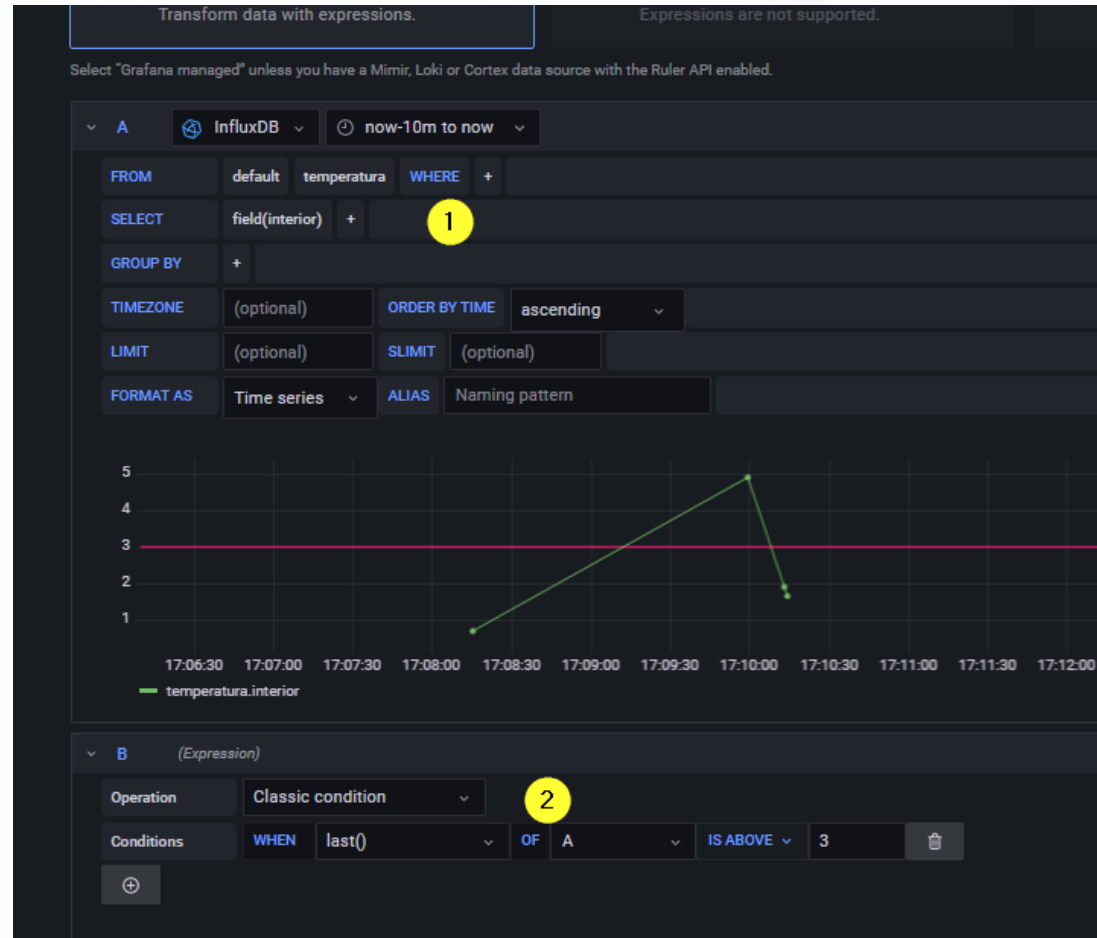 Transform data with expressions. Expressions are not supported.
Select "Grafana managed" unless you have a Mimir, Loki or Cortex data source with the Ruler API enabled.
A InfluxDB now-10m to now
FROM default temperatura WHERE +
SELECT field(interior) + 1
GROUP BY +
TIMEZONE (optional) ORDER BY TIME ascending
LIMIT (optional) SLIMIT (optional)
FORMAT AS Time series ALIAS Naming pattern
5
4
3
2
1
17:06:30 17:07:00 17:07:30 17:08:00 17:08:30 17:09:00 17:09:30 17:10:00 17:10:30 17:11:00 17:11:30 17:12:00
temperatura.interior
B (Expression)
Operation Classic condition 2
Conditions WHEN last() OF A IS ABOVE 3